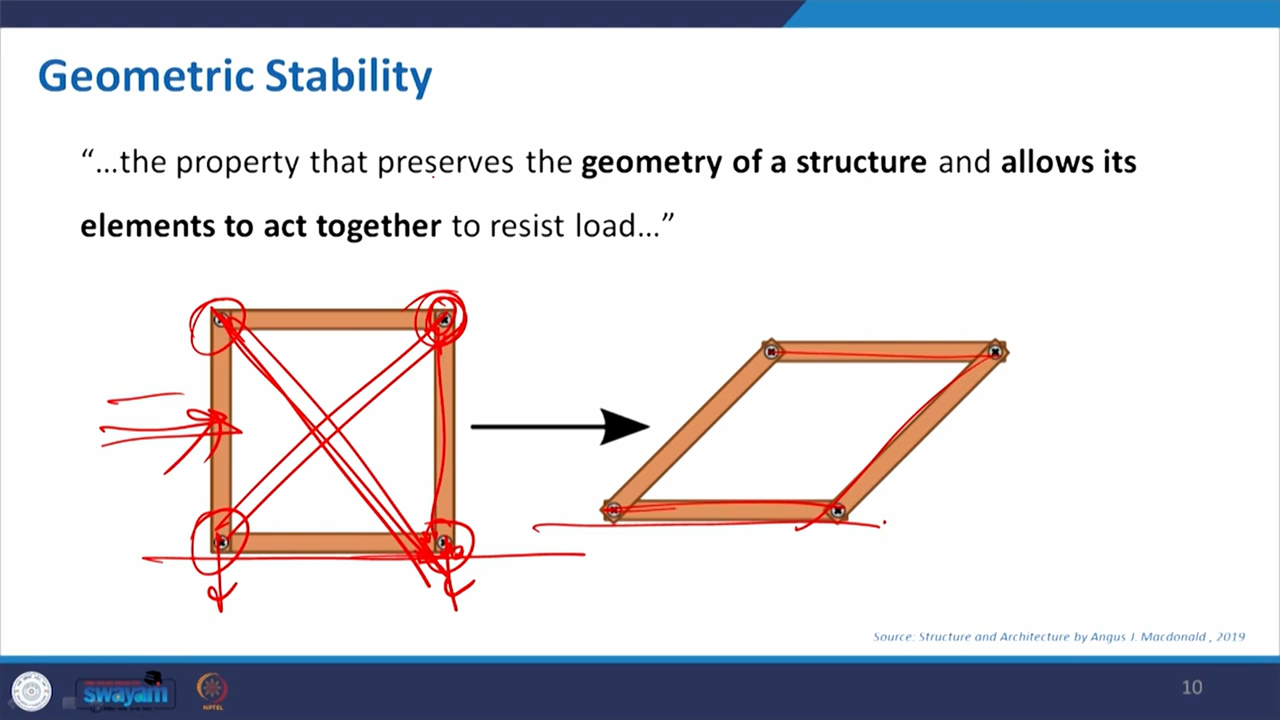 Geometric Stability
“...the property that preserves the geometry of a structure and allows its
elements to act together to resist load...”
Source: Structure and Architecture by Angus J. Macdonald , 2019
swayam
NPTEL
10